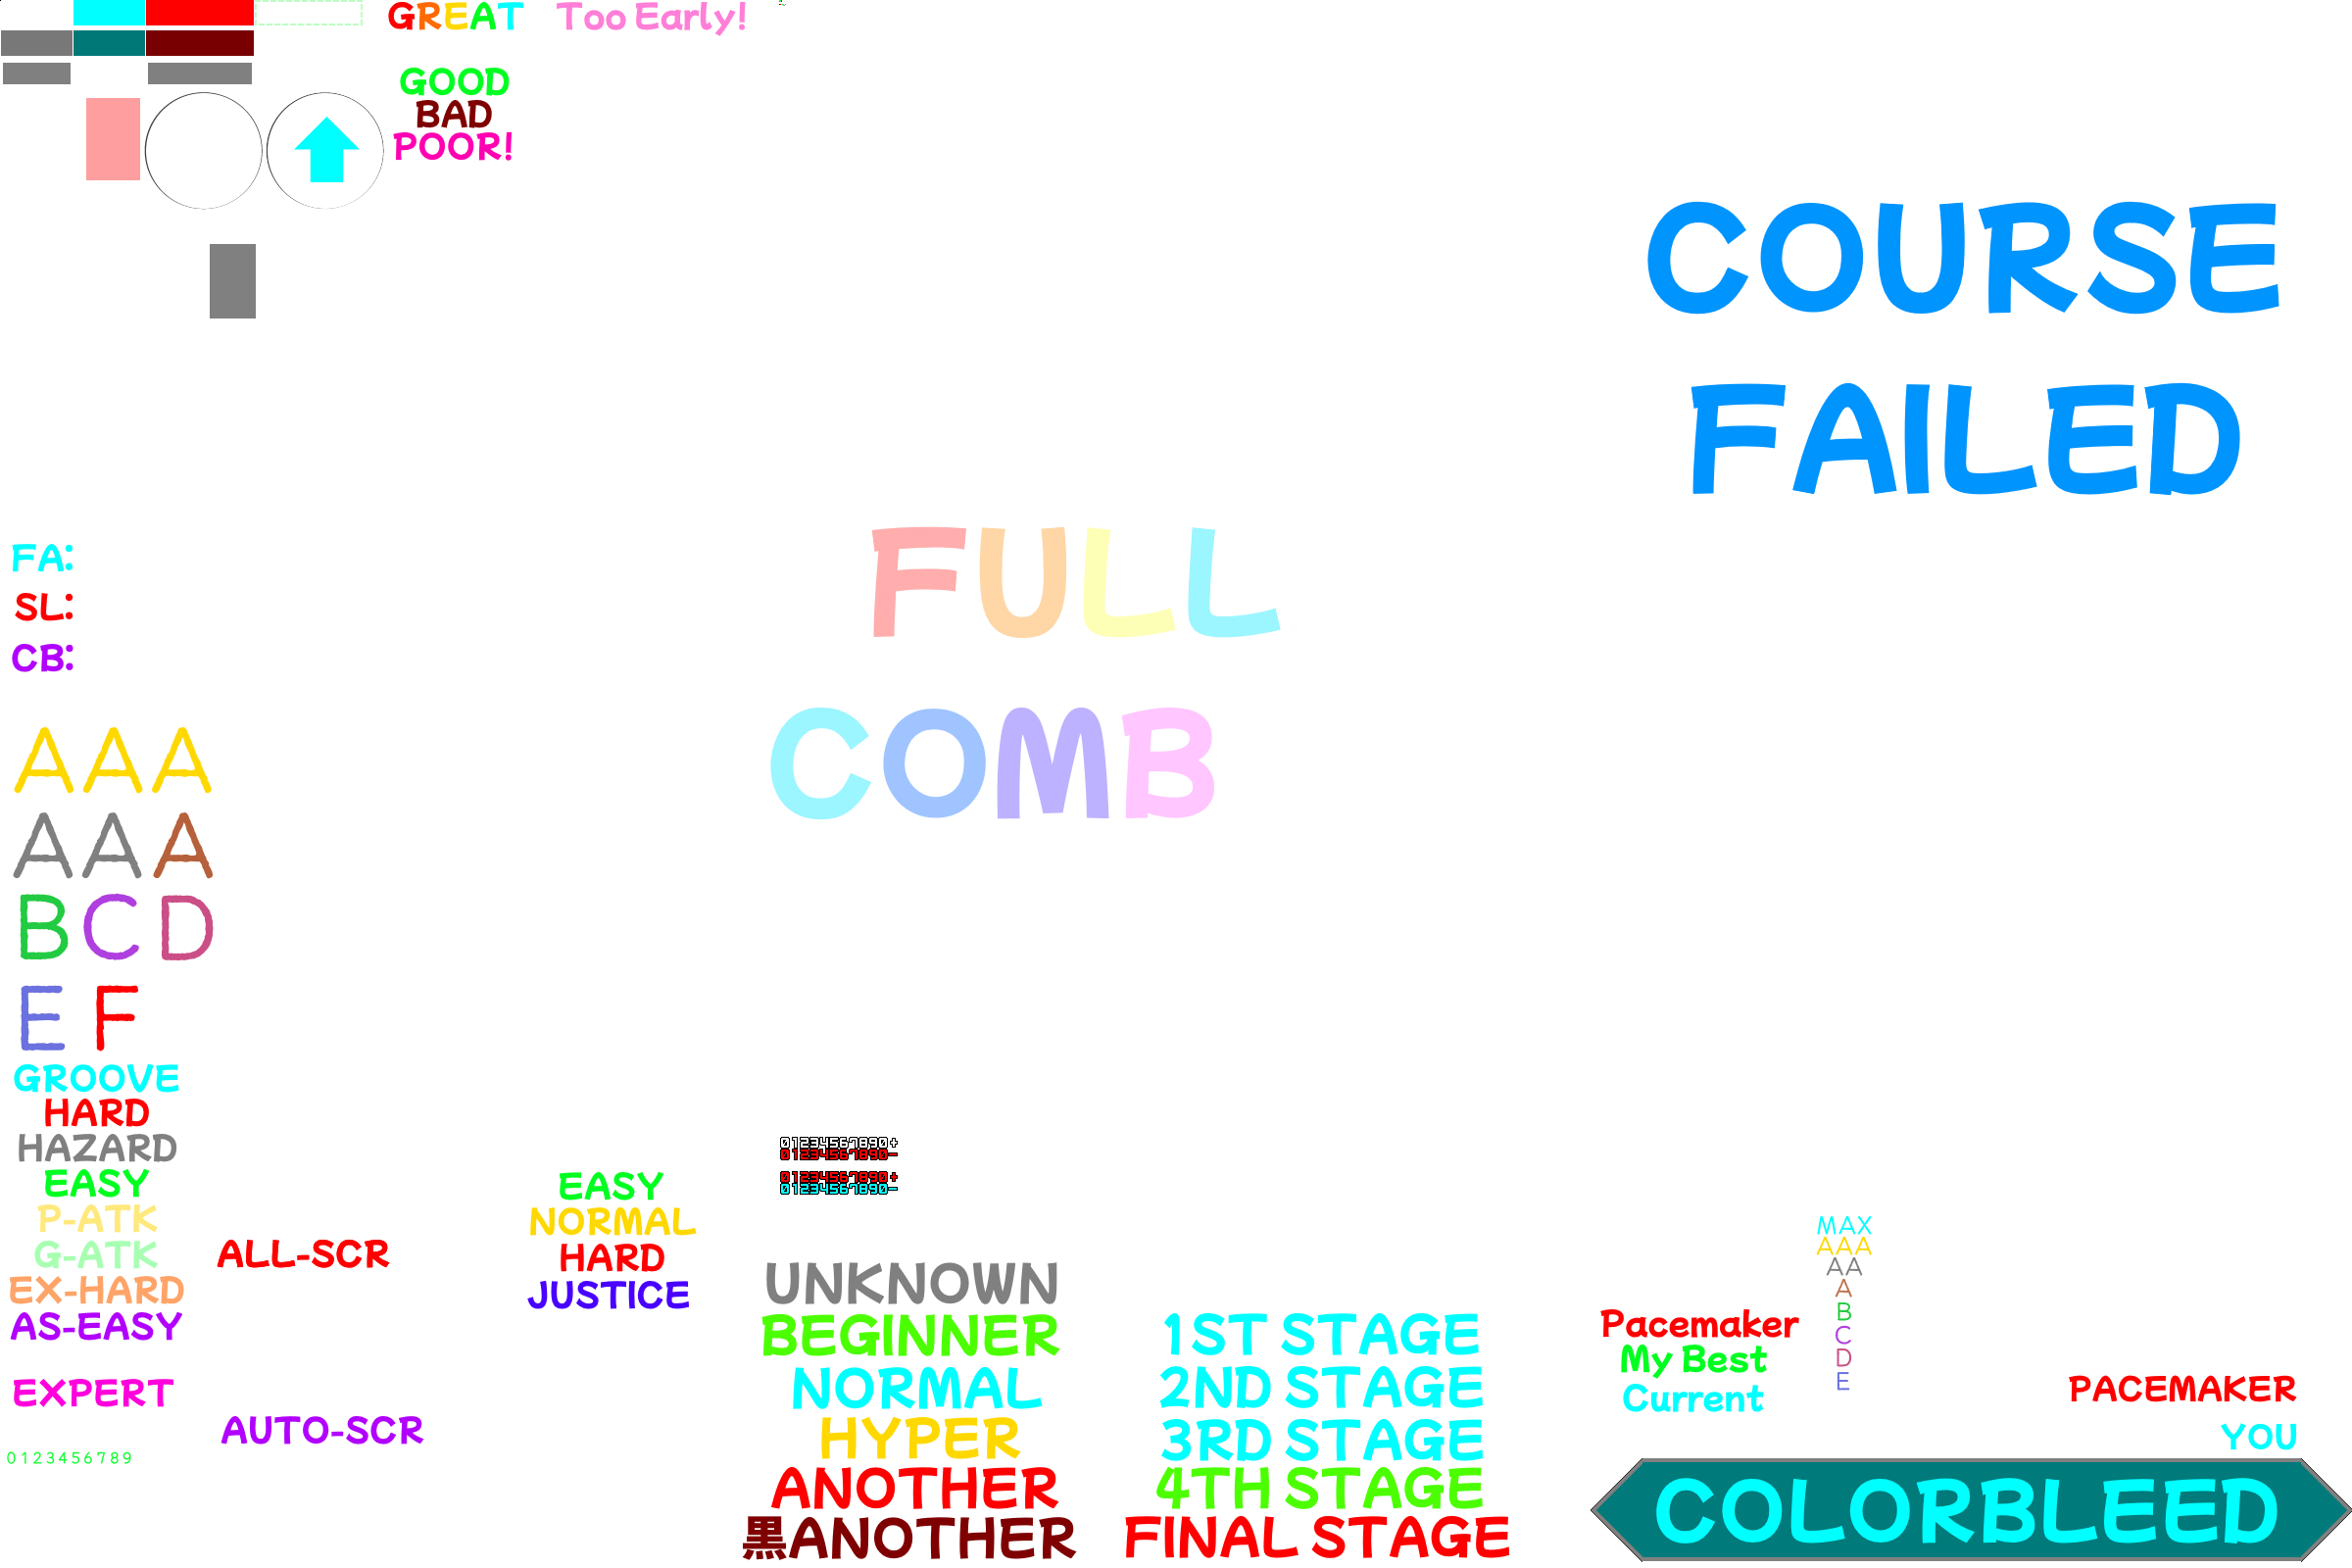 GREAT
Too Early!
GOOD
BAD
POOR!
COURSE
FAILED
FULL
COMB
FA:
SL:
CB:
AAA
AA A
B C D
E F
GROOVE
HARD
HAZARD
EASY
P-ATK
G-ATK
EX-HARD
AS-EASY
EXPERT
0123456789
ALL-SCR
AUTO-SCR
EASY
NORMAL
HARD
JUSTICE
01234567890+
01234567890-
01234567890+
01234567890-
UNKNOWN
BEGINNER
NORMAL
HYPER
ANOTHER
黒ANOTHER
1ST STAGE
2ND STAGE
3RD STAGE
4TH STAGE
FINAL STAGE
Pacemaker
My Best
Current
MAX
AAA
AA
A
B
C
D
E
PACEMAKER
YOU
COLORBLEED